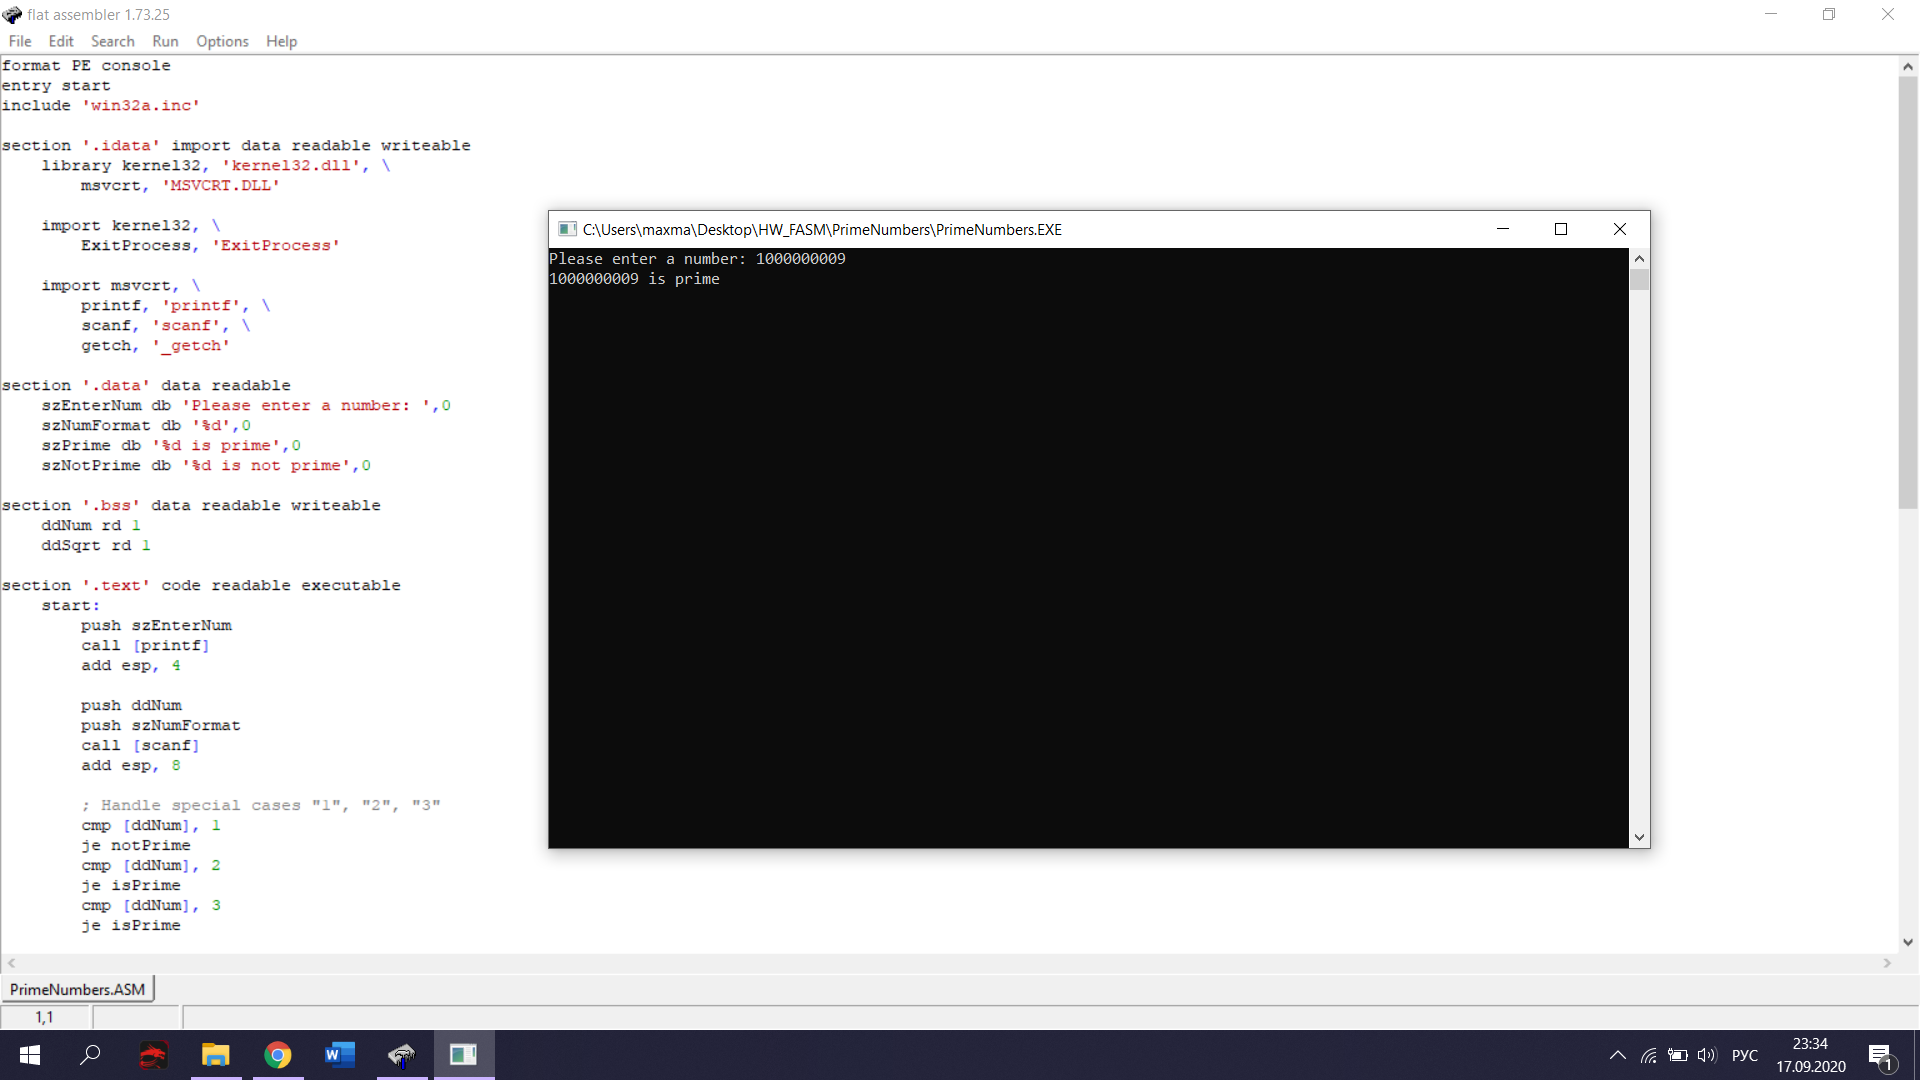 flat assembler 1.73.25
File Edit Search Run Options Help
format PE console
entry start
include 'win32a.inc'
section '.idata' import data readable writeable
library kernel32, 'kernel32.dll', \
msvcrt, 'MSVCRT.DLL'
import kernel32, \
ExitProcess, 'ExitProcess'
import msvcrt, \
printf, 'printf', \
scanf, 'scanf', \
getch, '_getch'
section '.data' data readable
szEnterNum db 'Please enter a number: ',0
szNumFormat db '%d',0
szPrime db '%d is prime',0
szNotPrime db '%d is not prime',0
section '.bss' data readable writeable
ddNum rd 1
ddSqrt rd 1
section '.text' code readable executable
start:
push szEnterNum
call [printf]
add esp, 4
push ddNum
push szNumFormat
call [scanf]
add esp, 8
; Handle special cases "1", "2", "3"
cmp [ddNum], 1
je notPrime
cmp [ddNum], 2
je isPrime
cmp [ddNum], 3
je isPrime
C:\Users\maxma\Desktop\HW_FASM\PrimeNumbers\PrimeNumbers.EXE
Please enter a number: 1000000009
1000000009 is prime
PrimeNumbers.ASM
1,1
РУС
23:34
17.09.2020
1